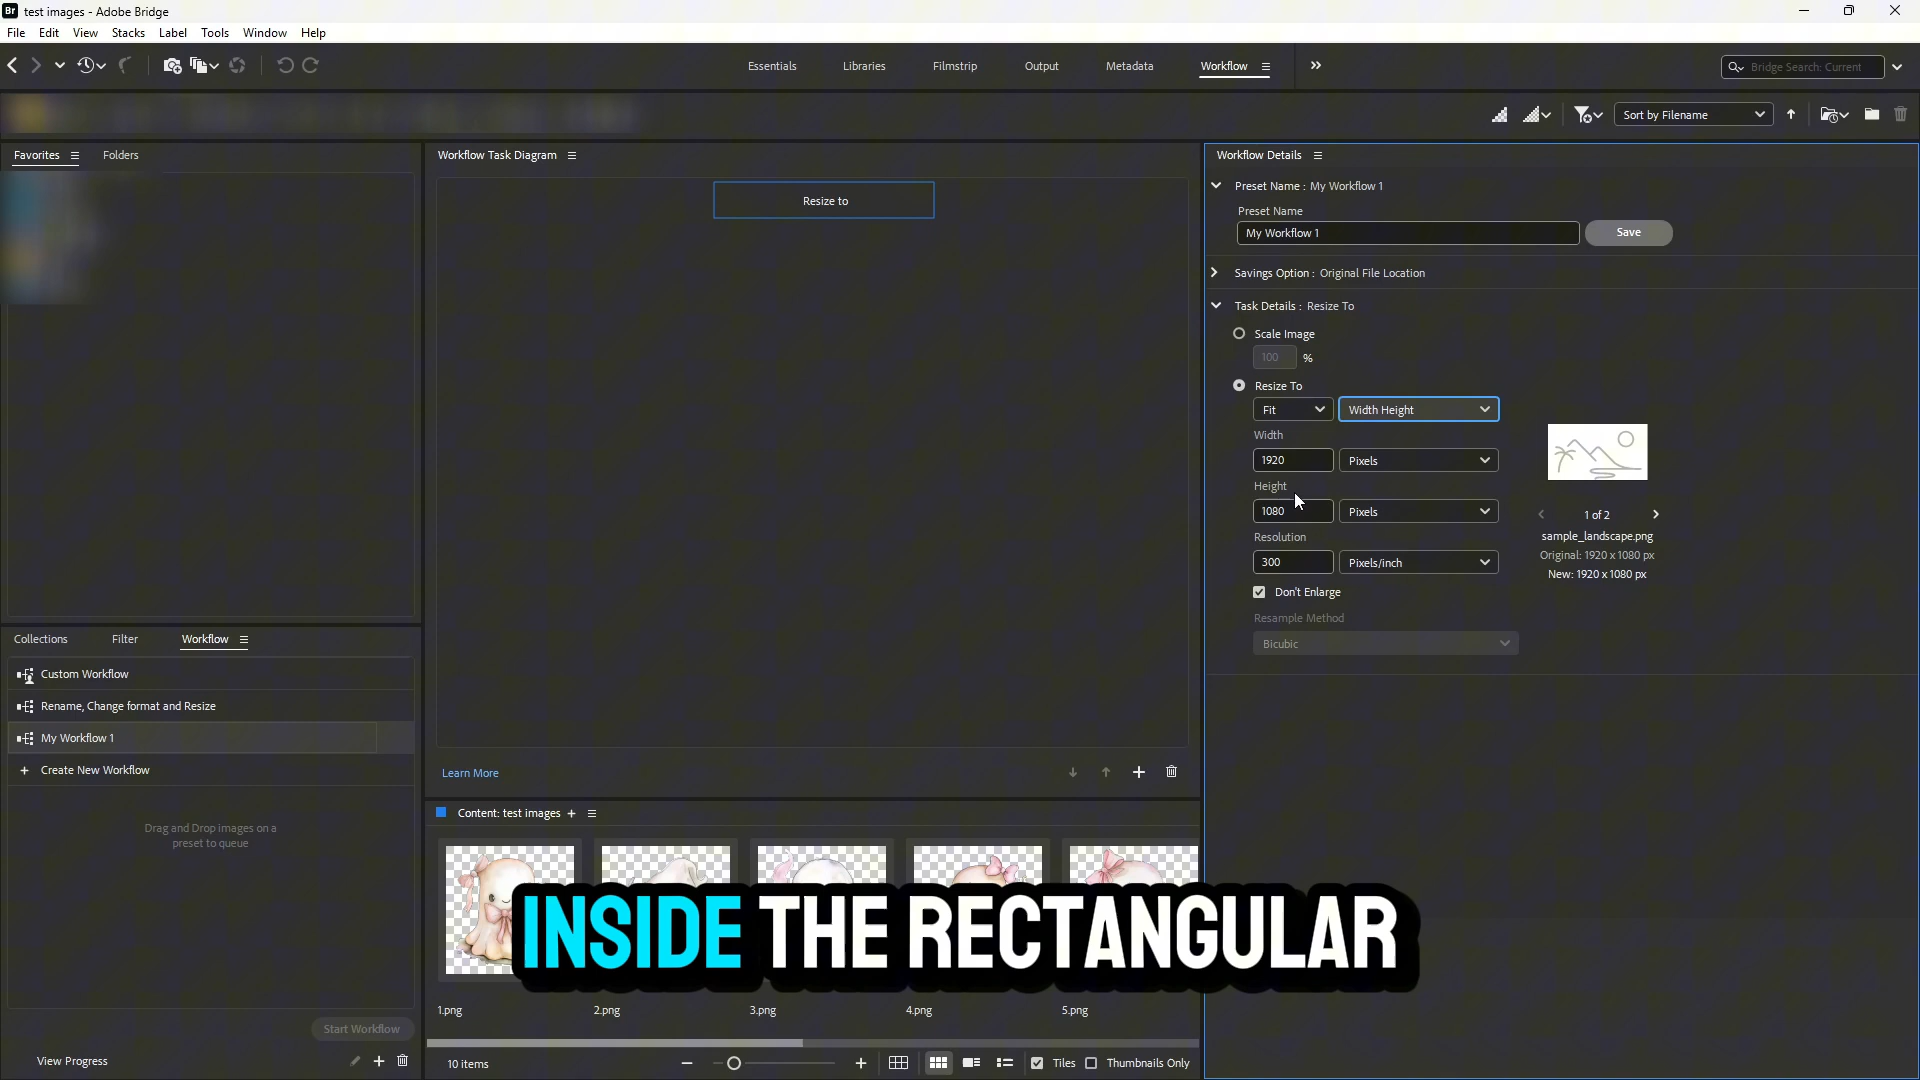 Br test images - Adobe Bridge
File Edit View Stacks Label Tools Window Help
Essentials Libraries Filmstrip Output Metadata Workflow
Bridge Search: Current
Sort by Filename
Favorites Folders
Workflow Task Diagram
Resize to
Learn More
Workflow Details
Preset Name : My Workflow 1
Preset Name
My Workflow 1 Save
Savings Option : Original File Location
Task Details : Resize To
Scale Image
100 %
Resize To
Fit Width Height
Width
1920 Pixels
Height
1080 Pixels
Resolution
300 Pixels/inch
Don't Enlarge
Resample Method
Bicubic
1 of 2
sample_landscape.png
Original: 1920 x 1080 px
New: 1920 x 1080 px
Collections Filter Workflow
Custom Workflow
Rename, Change format and Resize
My Workflow 1
Create New Workflow
Drag and Drop images on a
preset to queue
Start Workflow
View Progress
Content: test images
INSIDE THE RECTANGULAR
1.png 2.png 3.png 4.png 5.png
10 items
Tiles Thumbnails Only